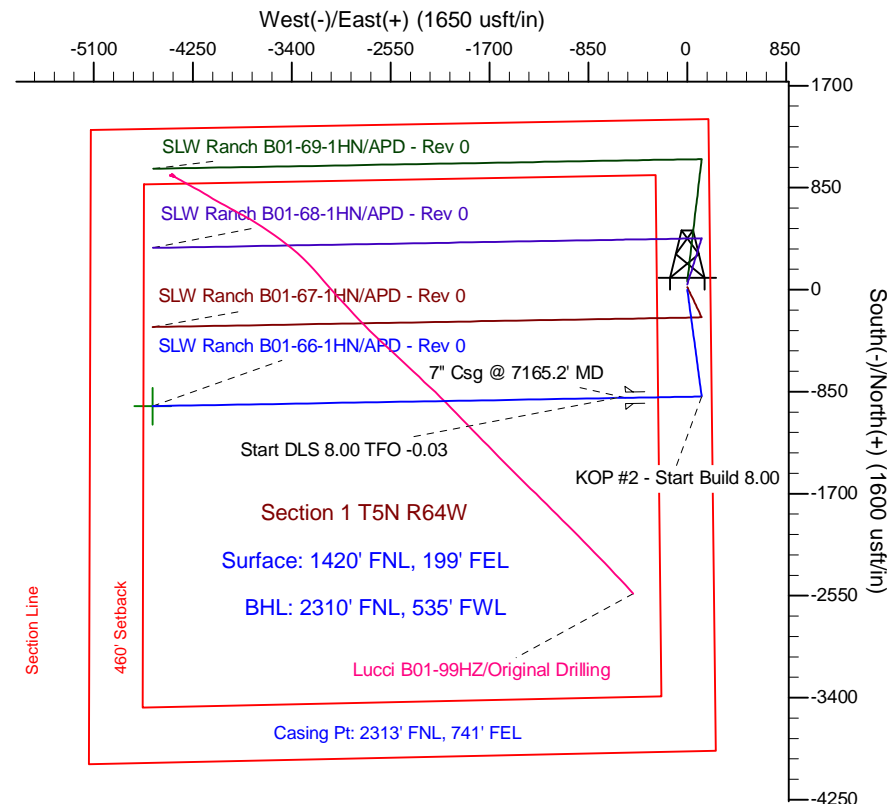 West(-)/East(+) (1650 usft/in)
-5100 -4250 -3400 -2550 -1700 -850 0 850
1700
850
0
-850
-1700
-2550
-3400
-4250
South(-)/North(+) (1600 usft/in)
SLW Ranch B01-69-1HN/APD - Rev 0
SLW Ranch B01-68-1HN/APD - Rev 0
SLW Ranch B01-67-1HN/APD - Rev 0
SLW Ranch B01-66-1HN/APD - Rev 0
7" Csg @ 7165.2' MD
Start DLS 8.00 TFO -0.03
KOP #2 - Start Build 8.00
Section 1 T5N R64W
Surface: 1420' FNL, 199' FEL
BHL: 2310' FNL, 535' FWL
Section Line
460' Setback
Lucci B01-99HZ/Original Drilling
Casing Pt: 2313' FNL, 741' FEL